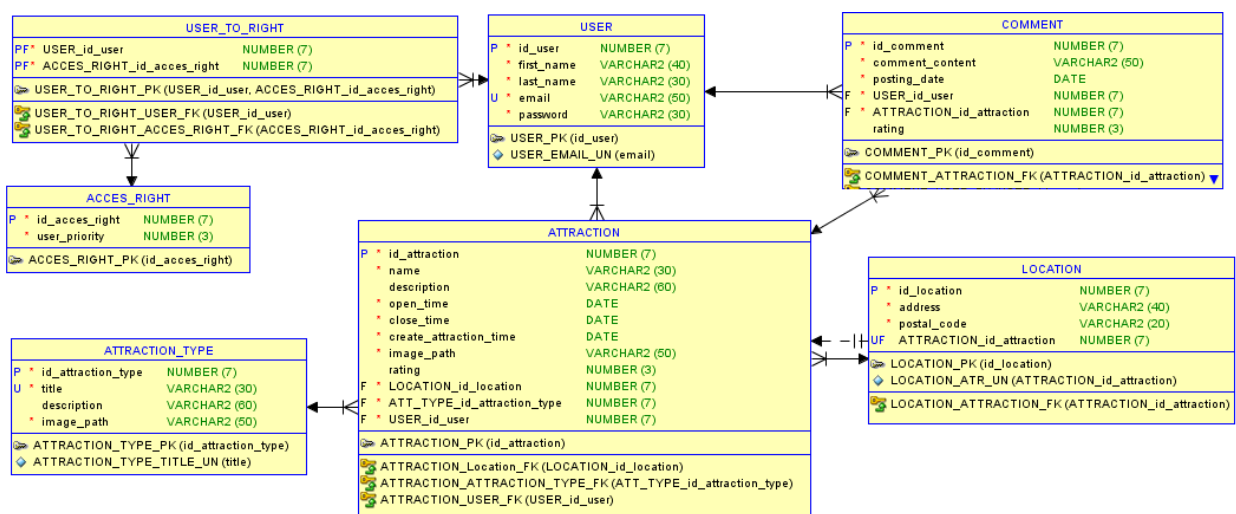 USER_TO_RIGHT
PF* USER_id_user NUMBER (7)
PF* ACCES_RIGHT_id_acces_right NUMBER (7)
USER_TO_RIGHT_PK (USER_id_user, ACCES_RIGHT_id_acces_right)
USER_TO_RIGHT_USER_FK (USER_id_user)
USER_TO_RIGHT_ACCES_RIGHT_FK (ACCES_RIGHT_id_acces_right)
USER
P * id_user NUMBER (7)
* first_name VARCHAR2 (40)
* last_name VARCHAR2 (30)
U * email VARCHAR2 (50)
* password VARCHAR2 (30)
USER_PK (id_user)
USER_EMAIL_UN (email)
COMMENT
P * id_comment NUMBER (7)
* comment_content VARCHAR2 (50)
* posting_date DATE
F * USER_id_user NUMBER (7)
F * ATTRACTION_id_attraction NUMBER (7)
rating NUMBER (3)
COMMENT_PK (id_comment)
COMMENT_ATTRACTION_FK (ATTRACTION_id_attraction)
ACCES_RIGHT
P * id_acces_right NUMBER (7)
* user_priority NUMBER (3)
ACCES_RIGHT_PK (id_acces_right)
ATTRACTION
P * id_attraction NUMBER (7)
* name VARCHAR2 (30)
description VARCHAR2 (60)
* open_time DATE
* close_time DATE
* create_attraction_time DATE
* image_path VARCHAR2 (50)
rating NUMBER (3)
F * LOCATION_id_location NUMBER (7)
F * ATT_TYPE_id_attraction_type NUMBER (7)
F * USER_id_user NUMBER (7)
ATTRACTION_PK (id_attraction)
ATTRACTION_Location_FK (LOCATION_id_location)
ATTRACTION_ATTRACTION_TYPE_FK (ATT_TYPE_id_attraction_type)
ATTRACTION_USER_FK (USER_id_user)
LOCATION
P * id_location NUMBER (7)
* address VARCHAR2 (40)
* postal_code VARCHAR2 (20)
UF ATTRACTION_id_attraction NUMBER (7)
LOCATION_PK (id_location)
LOCATION_ATR_UN (ATTRACTION_id_attraction)
LOCATION_ATTRACTION_FK (ATTRACTION_id_attraction)
ATTRACTION_TYPE
P * id_attraction_type NUMBER (7)
U * title VARCHAR2 (30)
description VARCHAR2 (60)
* image_path VARCHAR2 (50)
ATTRACTION_TYPE_PK (id_attraction_type)
ATTRACTION_TYPE_TITLE_UN (title)